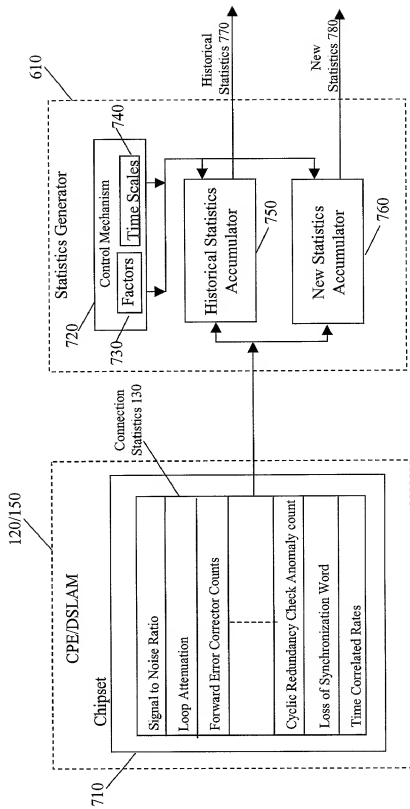 120/150
CPE/DSLAM
Chipset
710
Signal to Noise Ratio
Loop Attenuation
Forward Error Corrector Counts
Cyclic Redundancy Check Anomaly count
Loss of Synchronization Word
Time Correlated Rates
Connection
Statistics 130
Statistics Generator
610
720
Control Mechanism
Factors
Time Scales
730
740
Historical Statistics
Accumulator
750
New Statistics
Accumulator
760
Historical
Statistics 770
New
Statistics 780